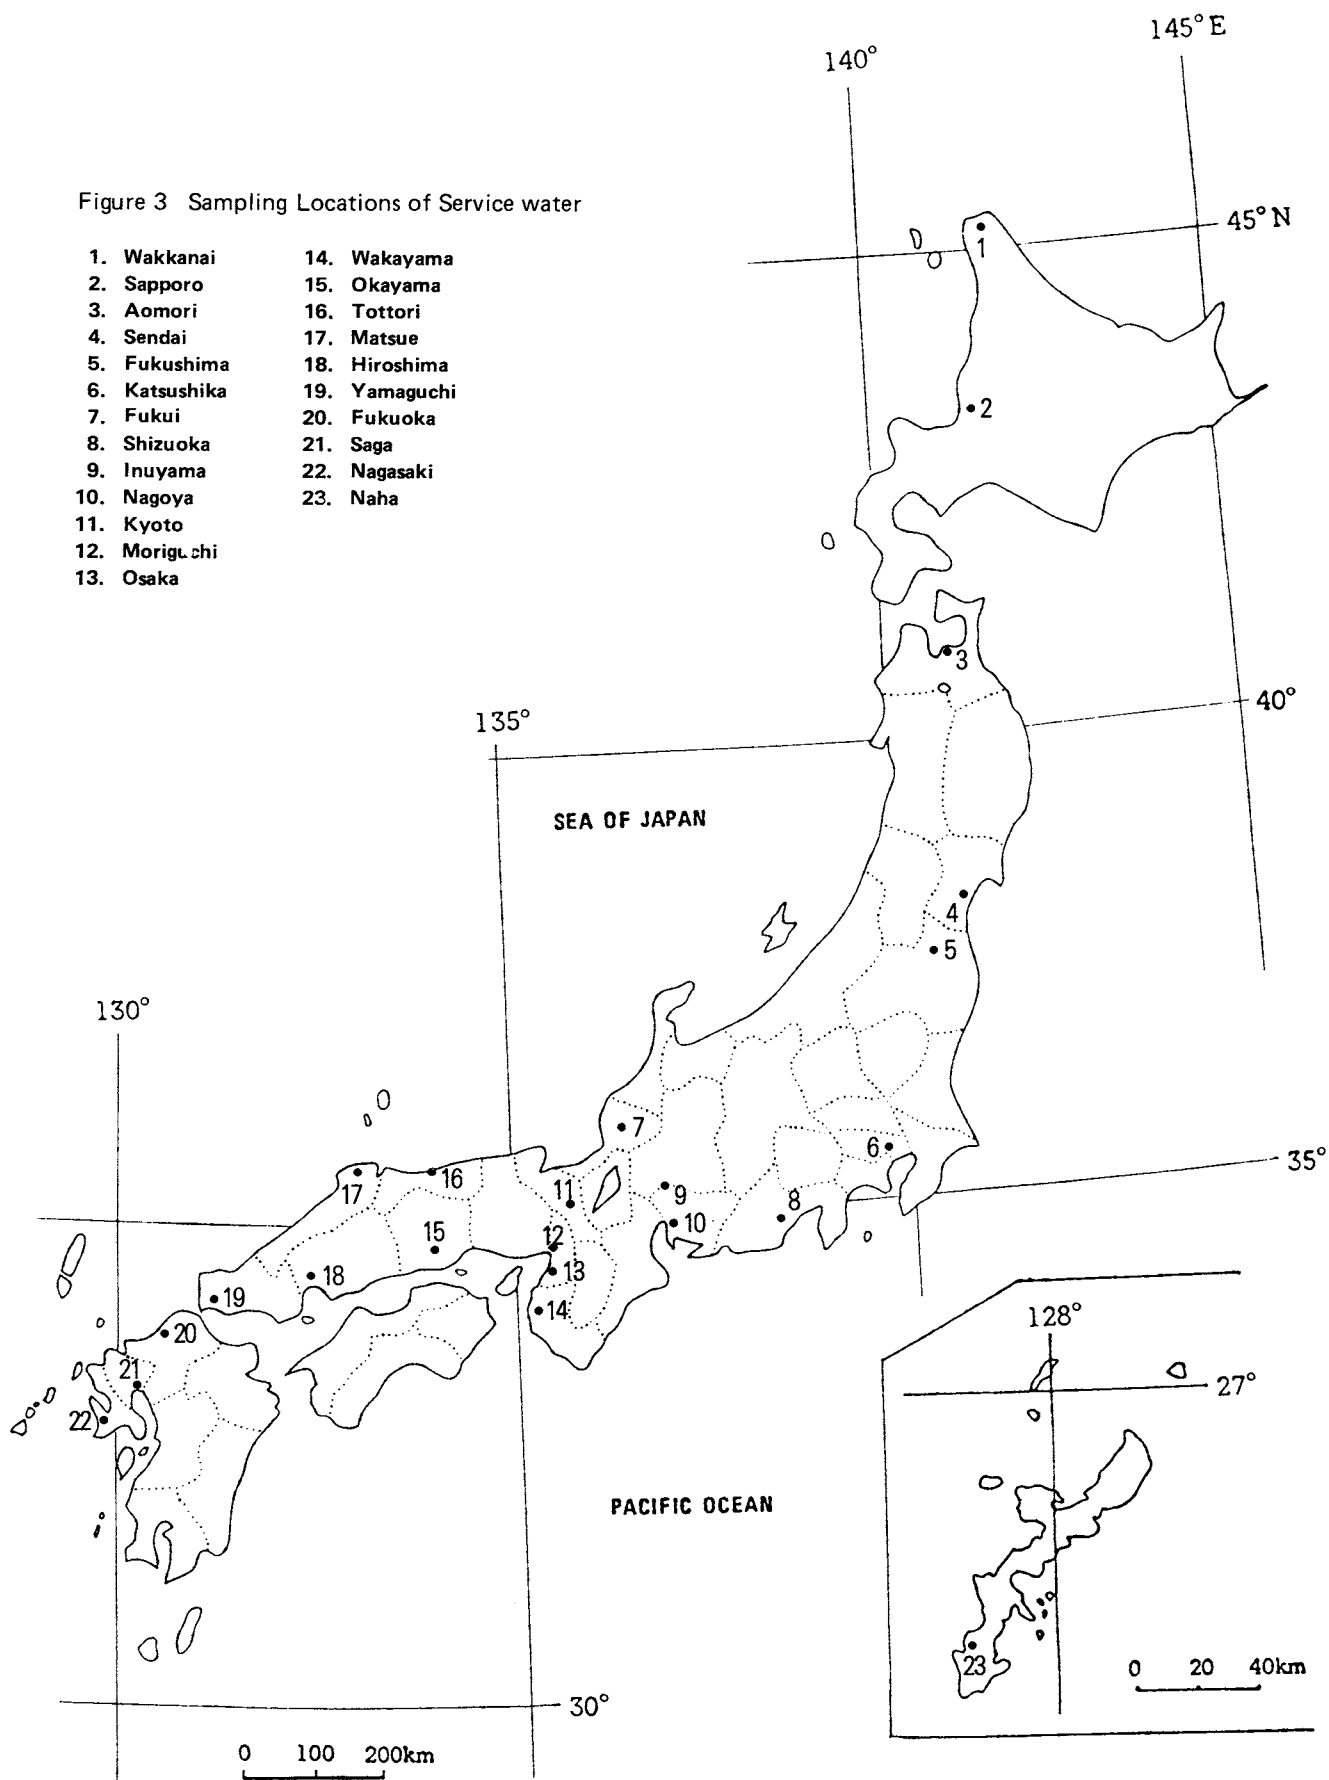 140°
145°E
Figure 3 Sampling Locations of Service water
45°N
1. Wakkanai
2. Sapporo
3. Aomori
4. Sendai
5. Fukushima
6. Katsushika
7. Fukui
8. Shizuoka
9. Inuyama
10. Nagoya
11. Kyoto
12. Moriguchi
13. Osaka
14. Wakayama
15. Okayama
16. Tottori
17. Matsue
18. Hiroshima
19. Yamaguchi
20. Fukuoka
21. Saga
22. Nagasaki
23. Naha
1
2
3
40°
135°
SEA OF JAPAN
4
5
130°
7
6
35°
17
16
11
9
8
10
15
12
13
18
19
14
20
21
22
128°
27°
PACIFIC OCEAN
23
0 20 40km
30°
0 100 200km